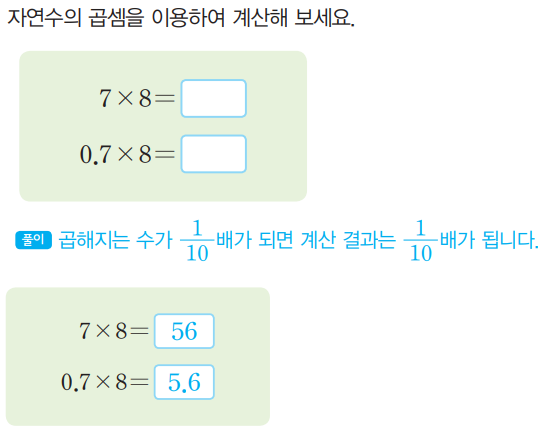 자연수의 곱셈을 이용하여 계산해 보세요.
7×8=
0.7×8=
풀이 곱해지는 수가 1/10배가 되면 계산 결과는 1/10배가 됩니다.
7×8= 56
0.7×8= 5.6